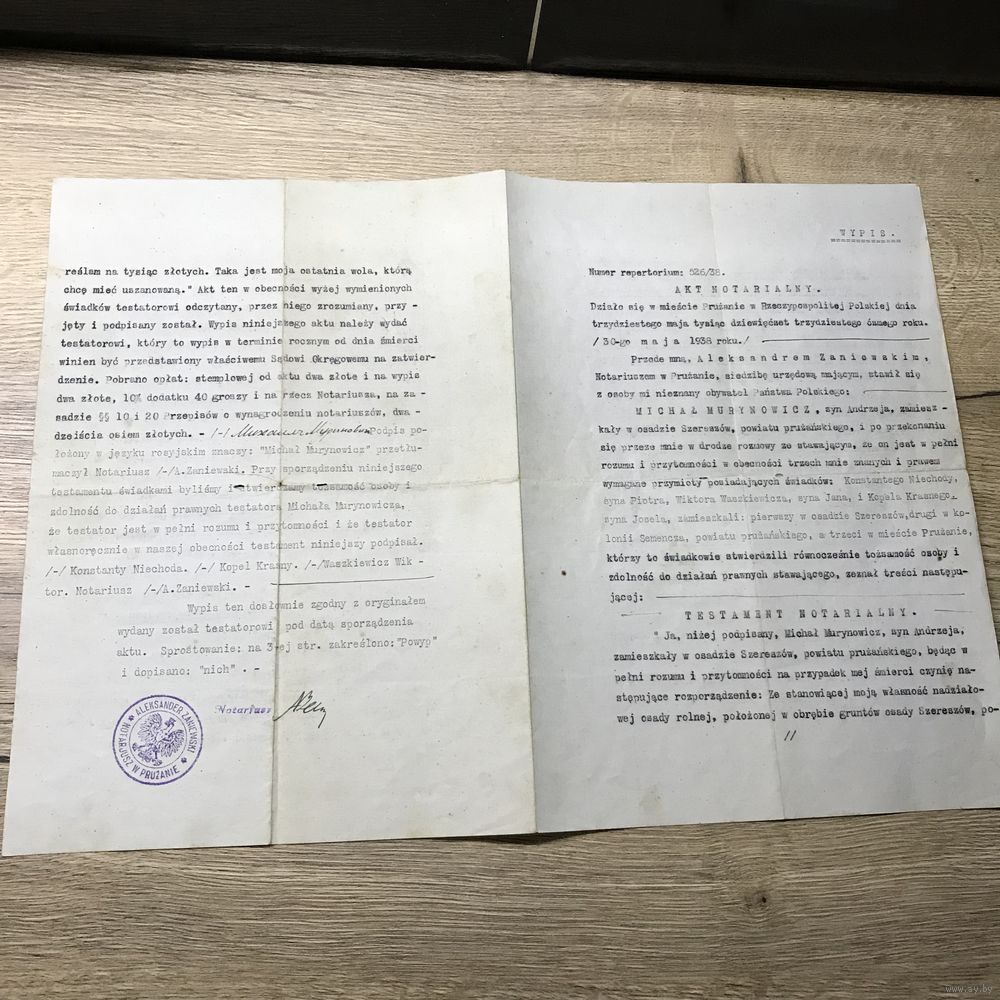 reślam na tysiąc złotych. Taka jest moja ostatnia wola, którą
chcę mieć uszanowaną." Akt ten w obecności wyżej wymienionych
świadków testatorowi odczytany, przez niego zrozumiany, przy -
jęty i podpisany został. Wypis niniejszego aktu należy wydać
testatorowi, który to wypis w terminie rocznym od dnia śmierci
winien być przedstawiony właściwemu Sądowi Okręgowemu na zatwier-
dzenie. Pobrano opłat: stemplowej od aktu dwa złote i na wypis
dwa złote, 10% dodatku 40 groszy i na rzecz Notariusza, na za-
sadzie §§ 10 i 20 Przepisów o wynagrodzeniu notariuszów, dwa -
dzeiścia osiem złotych. - /-/ Михаилъ Муринович Podpis po-
łożony w języku rosyjskim znaczy: "Michał Murynowicz" przetłu-
maczył Notariusz /-/A.Zaniewski. Przy sporządzeniu niniejszego
testamentu świadkami byliśmy i stwierdzamy tożsamość osoby i
zdolność do działań prawnych testatora Michała Murynowicza,
że testator jest w pełni rozumu i przytomności i że testator
własnoręcznie w naszej obecności testament niniejszy podpisał.
/-/ Konstanty Niechoda. /-/ Kopel Krasny. /-/Waszkiewicz Wik -
tor. Notariusz /-/A.Zaniewski. -
Wypis ten dosłownie zgodny z oryginałem
wydany został testatorowi pod datą sporządzenia
aktu. Sprostowanie: na 3-ej str. zakreślono:"Powyp"
i dopisano: "nich" . -
Notariusz
ALEKSANDER ZANIEWSKI
NOTARJUSZ W PRUŻANIE
WYPIS.
Numer repertorium: 526/38.
AKT NOTARIALNY.
Działo się w mieście Prużanie w Rzeczypospolitej Polskiej dnia
trzydziestego maja tysiąc dziewięćset trzydziestego ósmego roku.
/30-go maja 1938 roku./
Przede mną, Aleksandrem Zaniewskim,
Notariuszem w Prużanie, siedzibę urzędową mającym, stawił się
z osoby mi nieznany obywatel Państwa Polskiego:
MICHAŁ MURYNOWICZ, syn Andrzeja, zamiesz -
kały w osadzie Szereszów, powiatu prużańskiego, i po przekonaniu
się przeze mnie w drodze rozmowy ze stawającym, że on jest w pełni
rozumu i przytomności w obecności trzech mnie znanych i prawem
wymagane przymioty posiadających świadków: Konstantego Niechody,
syna Piotra, Wiktora Waszkiewicza, syna Jana, i Kopela Krasnego,
syna Josela, zamieszkali: pierwszy w osadzie Szereszów, drugi w ko-
lonii Semencza, powiatu prużańskiego, a trzeci w mieście Prużanie,
którzy to świadkowie stwierdzili równocześnie tożsamość osoby i
zdolność do działań prawnych stawającego, zeznał treści następu-
jącej:
TESTAMENT NOTARIALNY.
"Ja, niżej podpisany, Michał Murynowicz, syn Andrzeja,
zamieszkały w osadzie Szereszów, powiatu prużańskiego, będąc w
pełni rozumu i przytomności na przypadek mej śmierci czynię na-
stępujące rozporządzenie: Ze stanowiącej moją własność nadziało-
wej osady rolnej, położonej w obrębie gruntów osady Szereszów, po-
11
www.ay.by